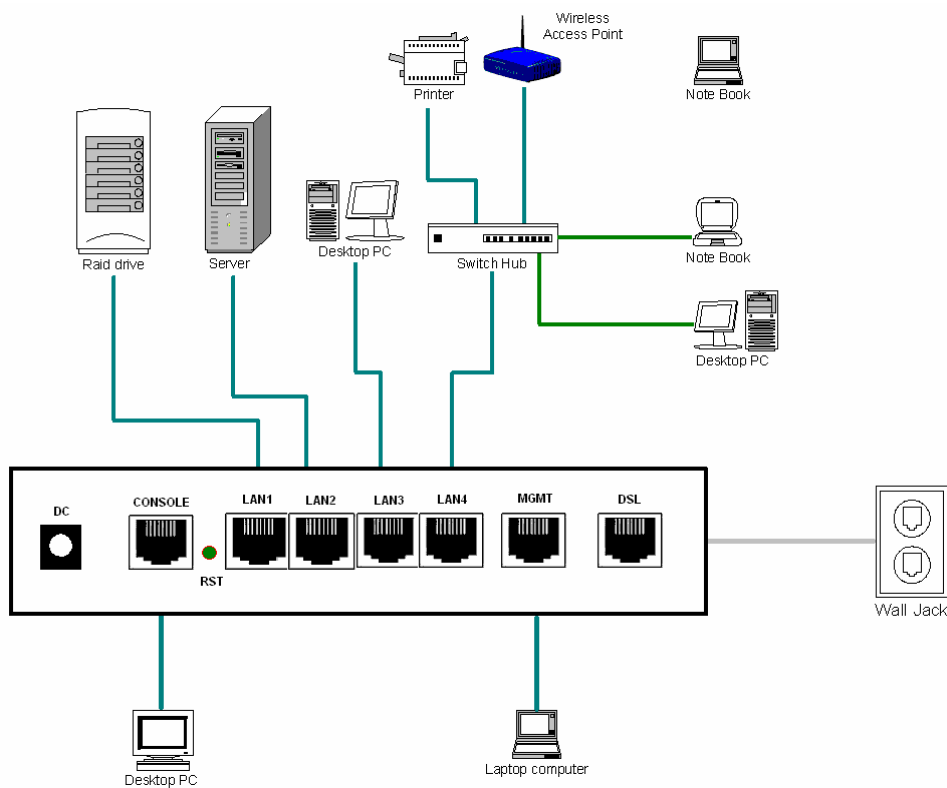 Wireless
Access Point
Printer
Note Book
Raid drive
Server
Desktop PC
Switch Hub
Note Book
Desktop PC
DC
CONSOLE
RST
LAN1
LAN2
LAN3
LAN4
MGMT
DSL
Wall Jack
Desktop PC
Laptop computer